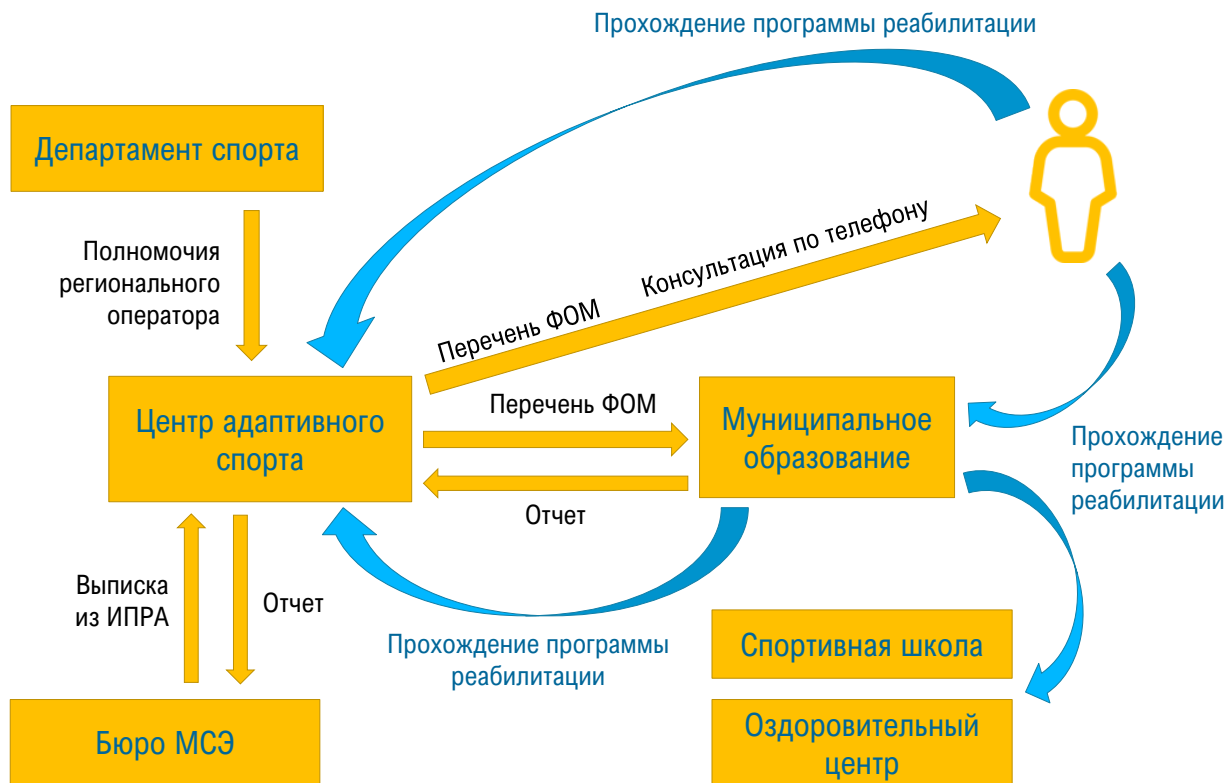 Прохождение программы реабилитации
Департамент спорта
Полномочия
регионального
оператора
Перечень ФОМ
Консультация по телефону
Центр адаптивного
спорта
Перечень ФОМ
Отчет
Муниципальное
образование
Прохождение
программы
реабилитации
Выписка
из ИПРА
Отчет
Прохождение программы
реабилитации
Спортивная школа
Бюро МСЭ
Оздоровительный
центр